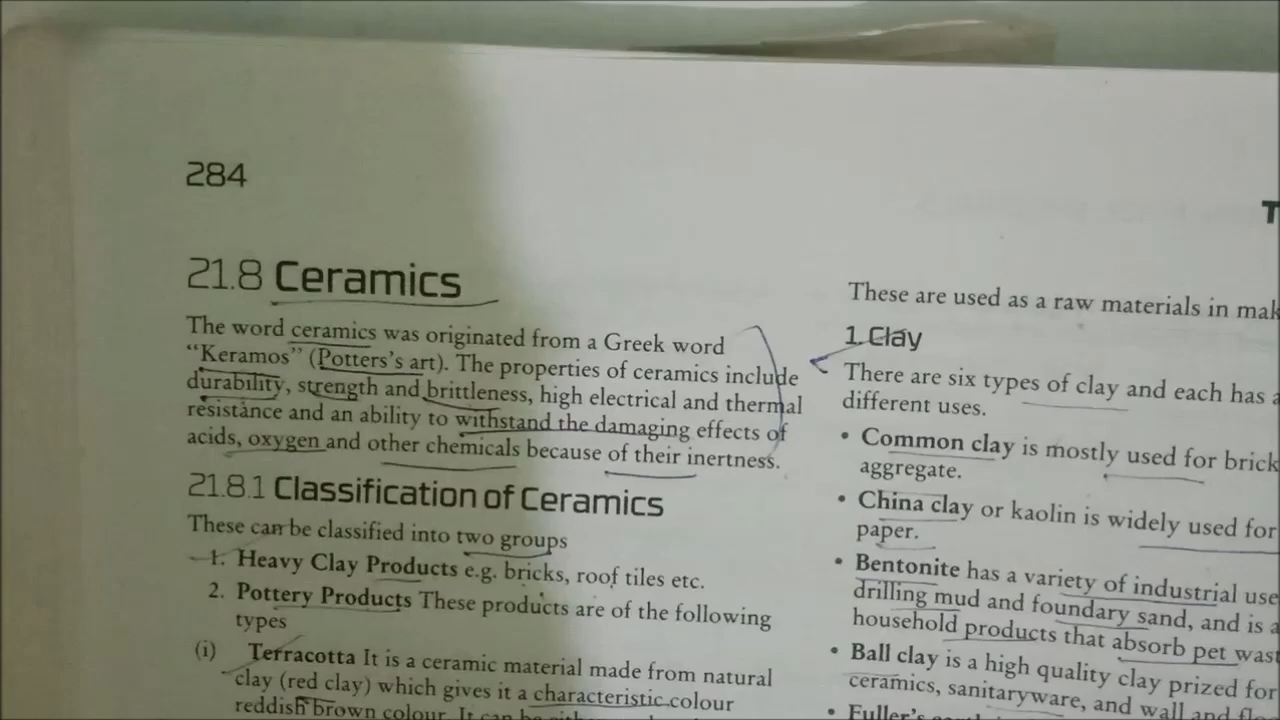 284
21.8 Ceramics
The word ceramics was originated from a Greek word
“Keramos” (Potters's art). The properties of ceramics include
durability, strength and brittleness, high electrical and thermal
resistance and an ability to withstand the damaging effects of
acids, oxygen and other chemicals because of their inertness.
21.8.1 Classification of Ceramics
These can be classified into two groups
1. Heavy Clay Products e.g. bricks, roof tiles etc.
2. Pottery Products These products are of the following
types
(i) Terracotta It is a ceramic material made from natural
clay (red clay) which gives it a characteristic colour
reddish brown colour. It can be
T
These are used as a raw materials in mak
1. Clay
There are six types of clay and each has a
different uses.
• Common clay is mostly used for brick
aggregate.
• China clay or kaolin is widely used for
paper.
• Bentonite has a variety of industrial use
drilling mud and foundary sand, and is a
household products that absorb pet wast
• Ball clay is a high quality clay prized for
ceramics, sanitaryware, and wall and flo
• Fuller's